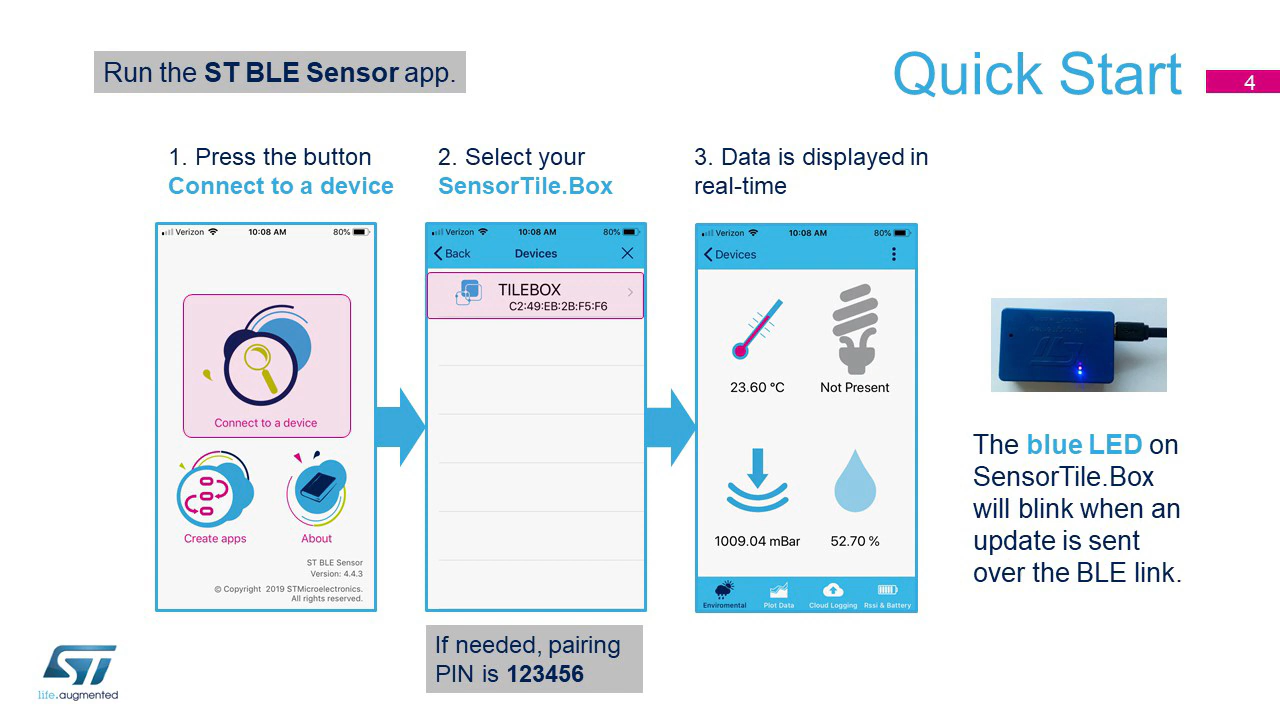 Run the ST BLE Sensor app.
Quick Start
4
1. Press the button
Connect to a device
2. Select your
SensorTile.Box
3. Data is displayed in
real-time
Verizon 10:08 AM 80%
Connect to a device
Create apps
About
ST BLE Sensor
Version: 4.4.3
© Copyright 2019 STMicroelectronics.
All rights reserved.
Verizon 10:08 AM 80%
Back Devices
TILEBOX
C2:49:EB:2B:F5:F6
Verizon 10:08 AM 80%
Devices
23.60 °C
Not Present
1009.04 mBar
52.70 %
Enviromental Plot Data Cloud Logging Rssi & Battery
The blue LED on
SensorTile.Box
will blink when an
update is sent
over the BLE link.
If needed, pairing
PIN is 123456
ST
life.augmented